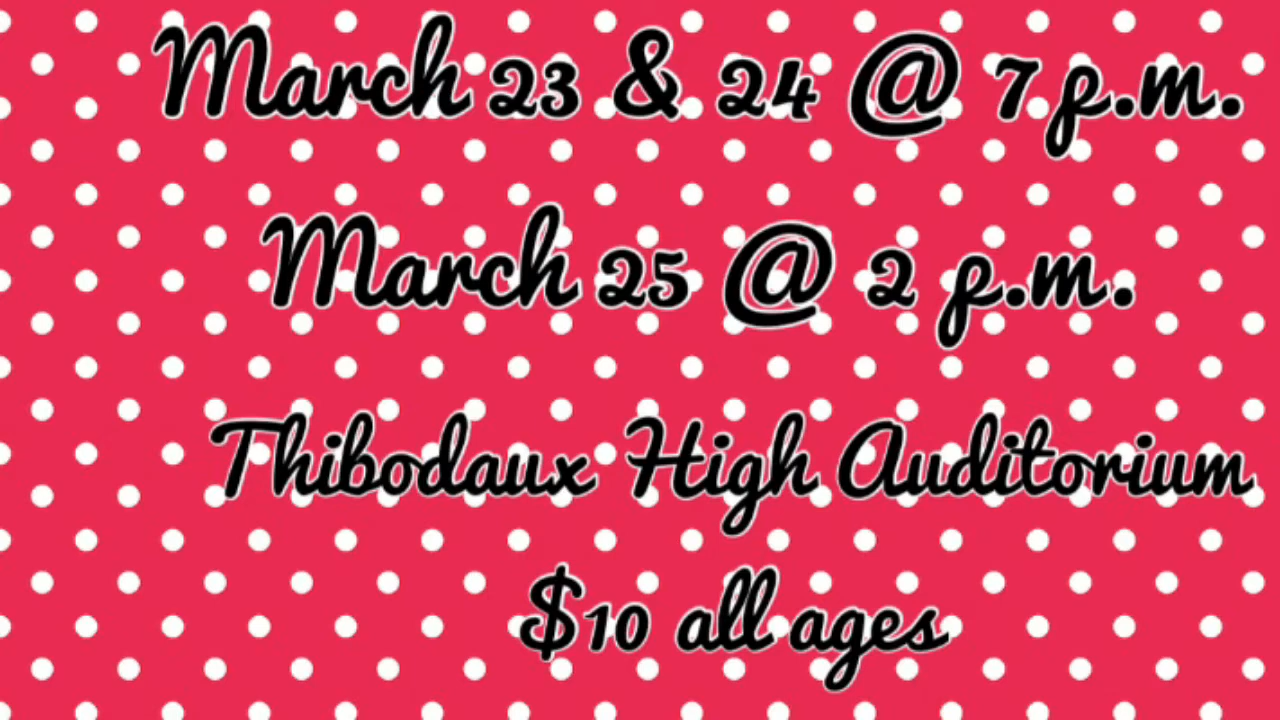 March 23 & 24 @ 7 p.m.
March 25 @ 2 p.m.
Thibodaux High Auditorium
$10 all ages